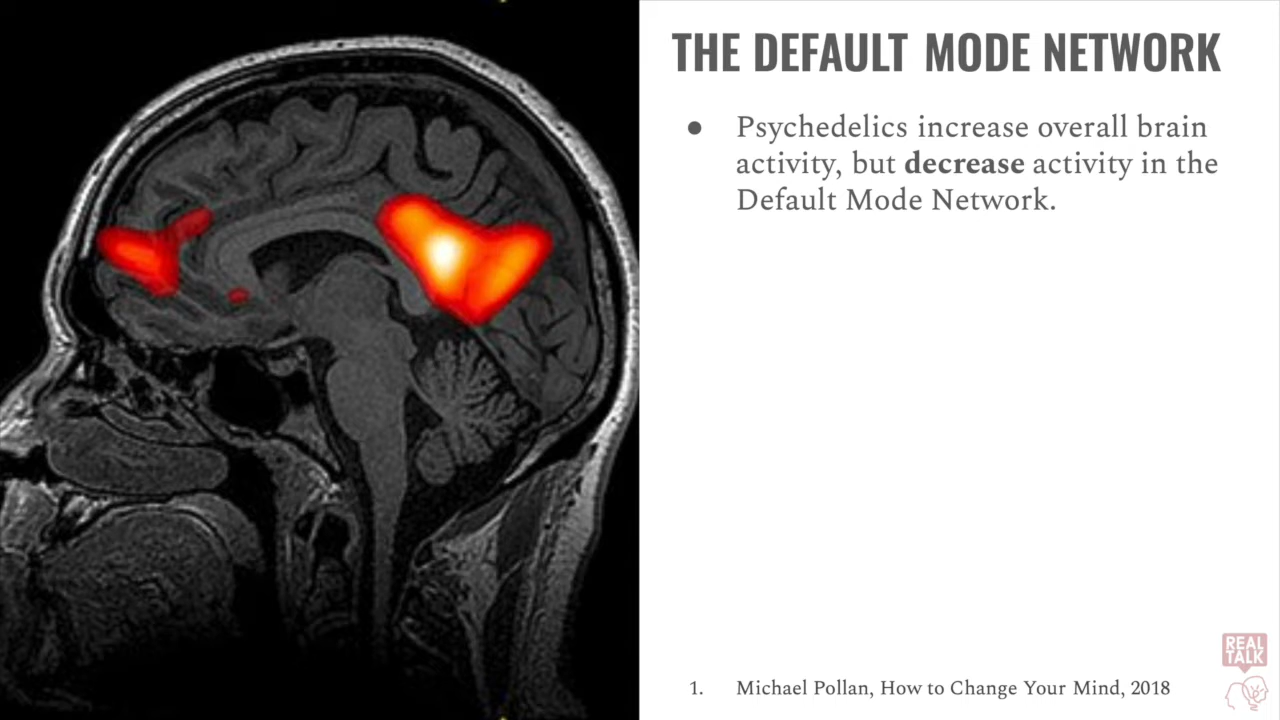 THE DEFAULT MODE NETWORK
● Psychedelics increase overall brain
activity, but decrease activity in the
Default Mode Network.
REAL
TALK
1. Michael Pollan, How to Change Your Mind, 2018